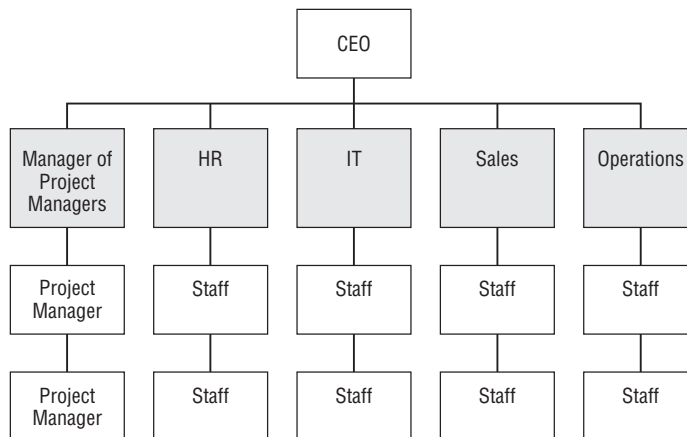 CEO
Manager of
Project
Managers
HR
IT
Sales
Operations
Project
Manager
Staff
Staff
Staff
Staff
Project
Manager
Staff
Staff
Staff
Staff